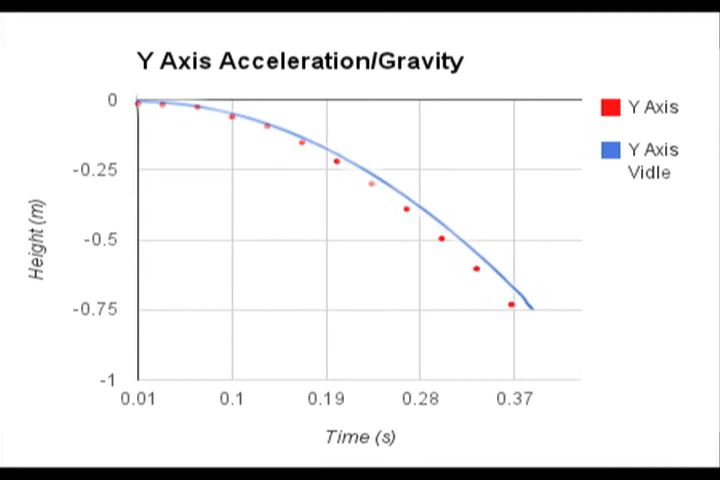 Y Axis Acceleration/Gravity
0
-0.25
-0.5
-0.75
-1
0.01 0.1 0.19 0.28 0.37
Height (m)
Time (s)
Y Axis
Y Axis
Vidle